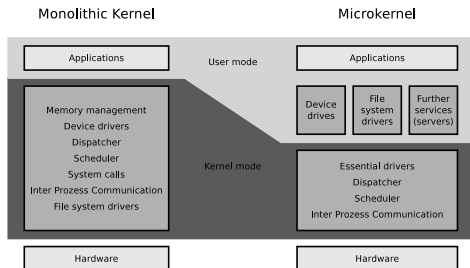 Monolithic Kernel
Microkernel
Applications
User mode
Applications
Device
drives
File
system
drivers
Further
services
(servers)
Memory management
Device drivers
Dispatcher
Scheduler
System calls
Inter Prozess Communication
File system drivers
Kernel mode
Essential drivers
Dispatcher
Scheduler
Inter Prozess Communication
Hardware
Hardware